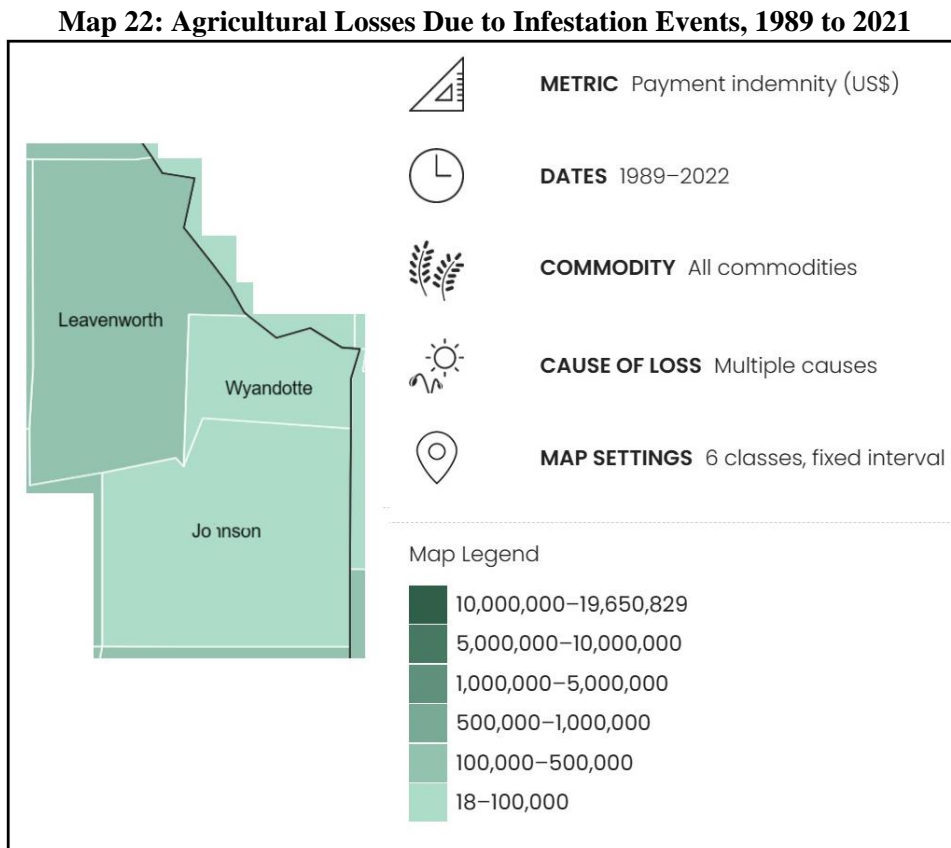 Map 22: Agricultural Losses Due to Infestation Events, 1989 to 2021
METRIC Payment indemnity (US$)
DATES 1989–2022
COMMODITY All commodities
CAUSE OF LOSS Multiple causes
MAP SETTINGS 6 classes, fixed interval
Leavenworth
Wyandotte
Jo nnson
Map Legend
10,000,000–19,650,829
5,000,000–10,000,000
1,000,000–5,000,000
500,000–1,000,000
100,000–500,000
18–100,000